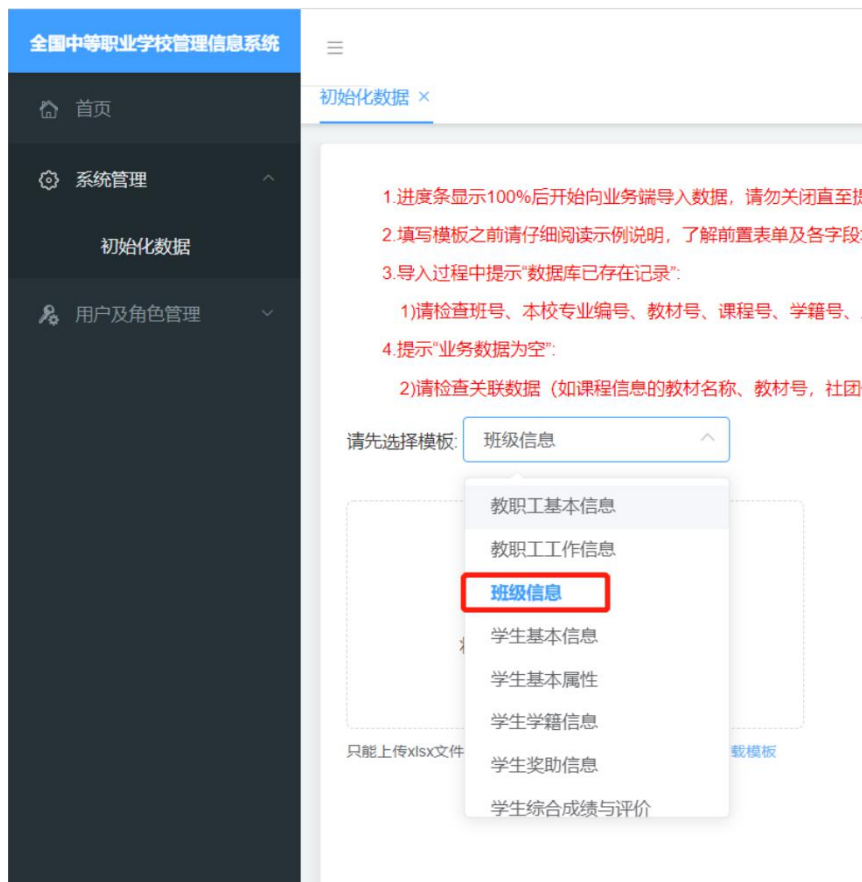 全国中等职业学校管理信息系统
首页
系统管理
初始化数据
用户及角色管理
初始化数据 ×
1.进度条显示100%后开始向业务端导入数据，请勿关闭直至
2.填写模板之前请仔细阅读示例说明，了解前置表单及各字段
3.导入过程中提示“数据库已存在记录”:
1)请检查班号、本校专业编号、教材号、课程号、学籍号、
4.提示“业务数据为空”:
2)请检查关联数据（如课程信息的教材名称、教材号，社团
请先选择模板: 班级信息
教职工基本信息
教职工工作信息
班级信息
学生基本信息
学生基本属性
学生学籍信息
只能上传xlsx文件
载模板
学生奖助信息
学生综合成绩与评价